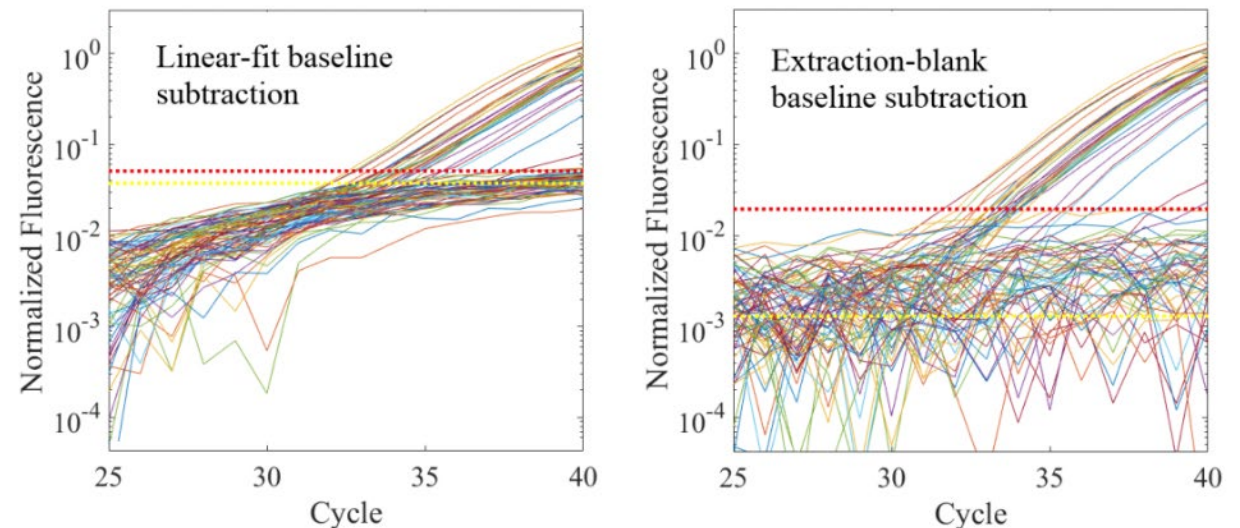 Linear-fit baseline
subtraction
Normalized Fluorescence
10^0
10^-1
10^-2
10^-3
10^-4
25
30
35
40
Cycle
Extraction-blank
baseline subtraction
Normalized Fluorescence
10^0
10^-1
10^-2
10^-3
10^-4
25
30
35
40
Cycle